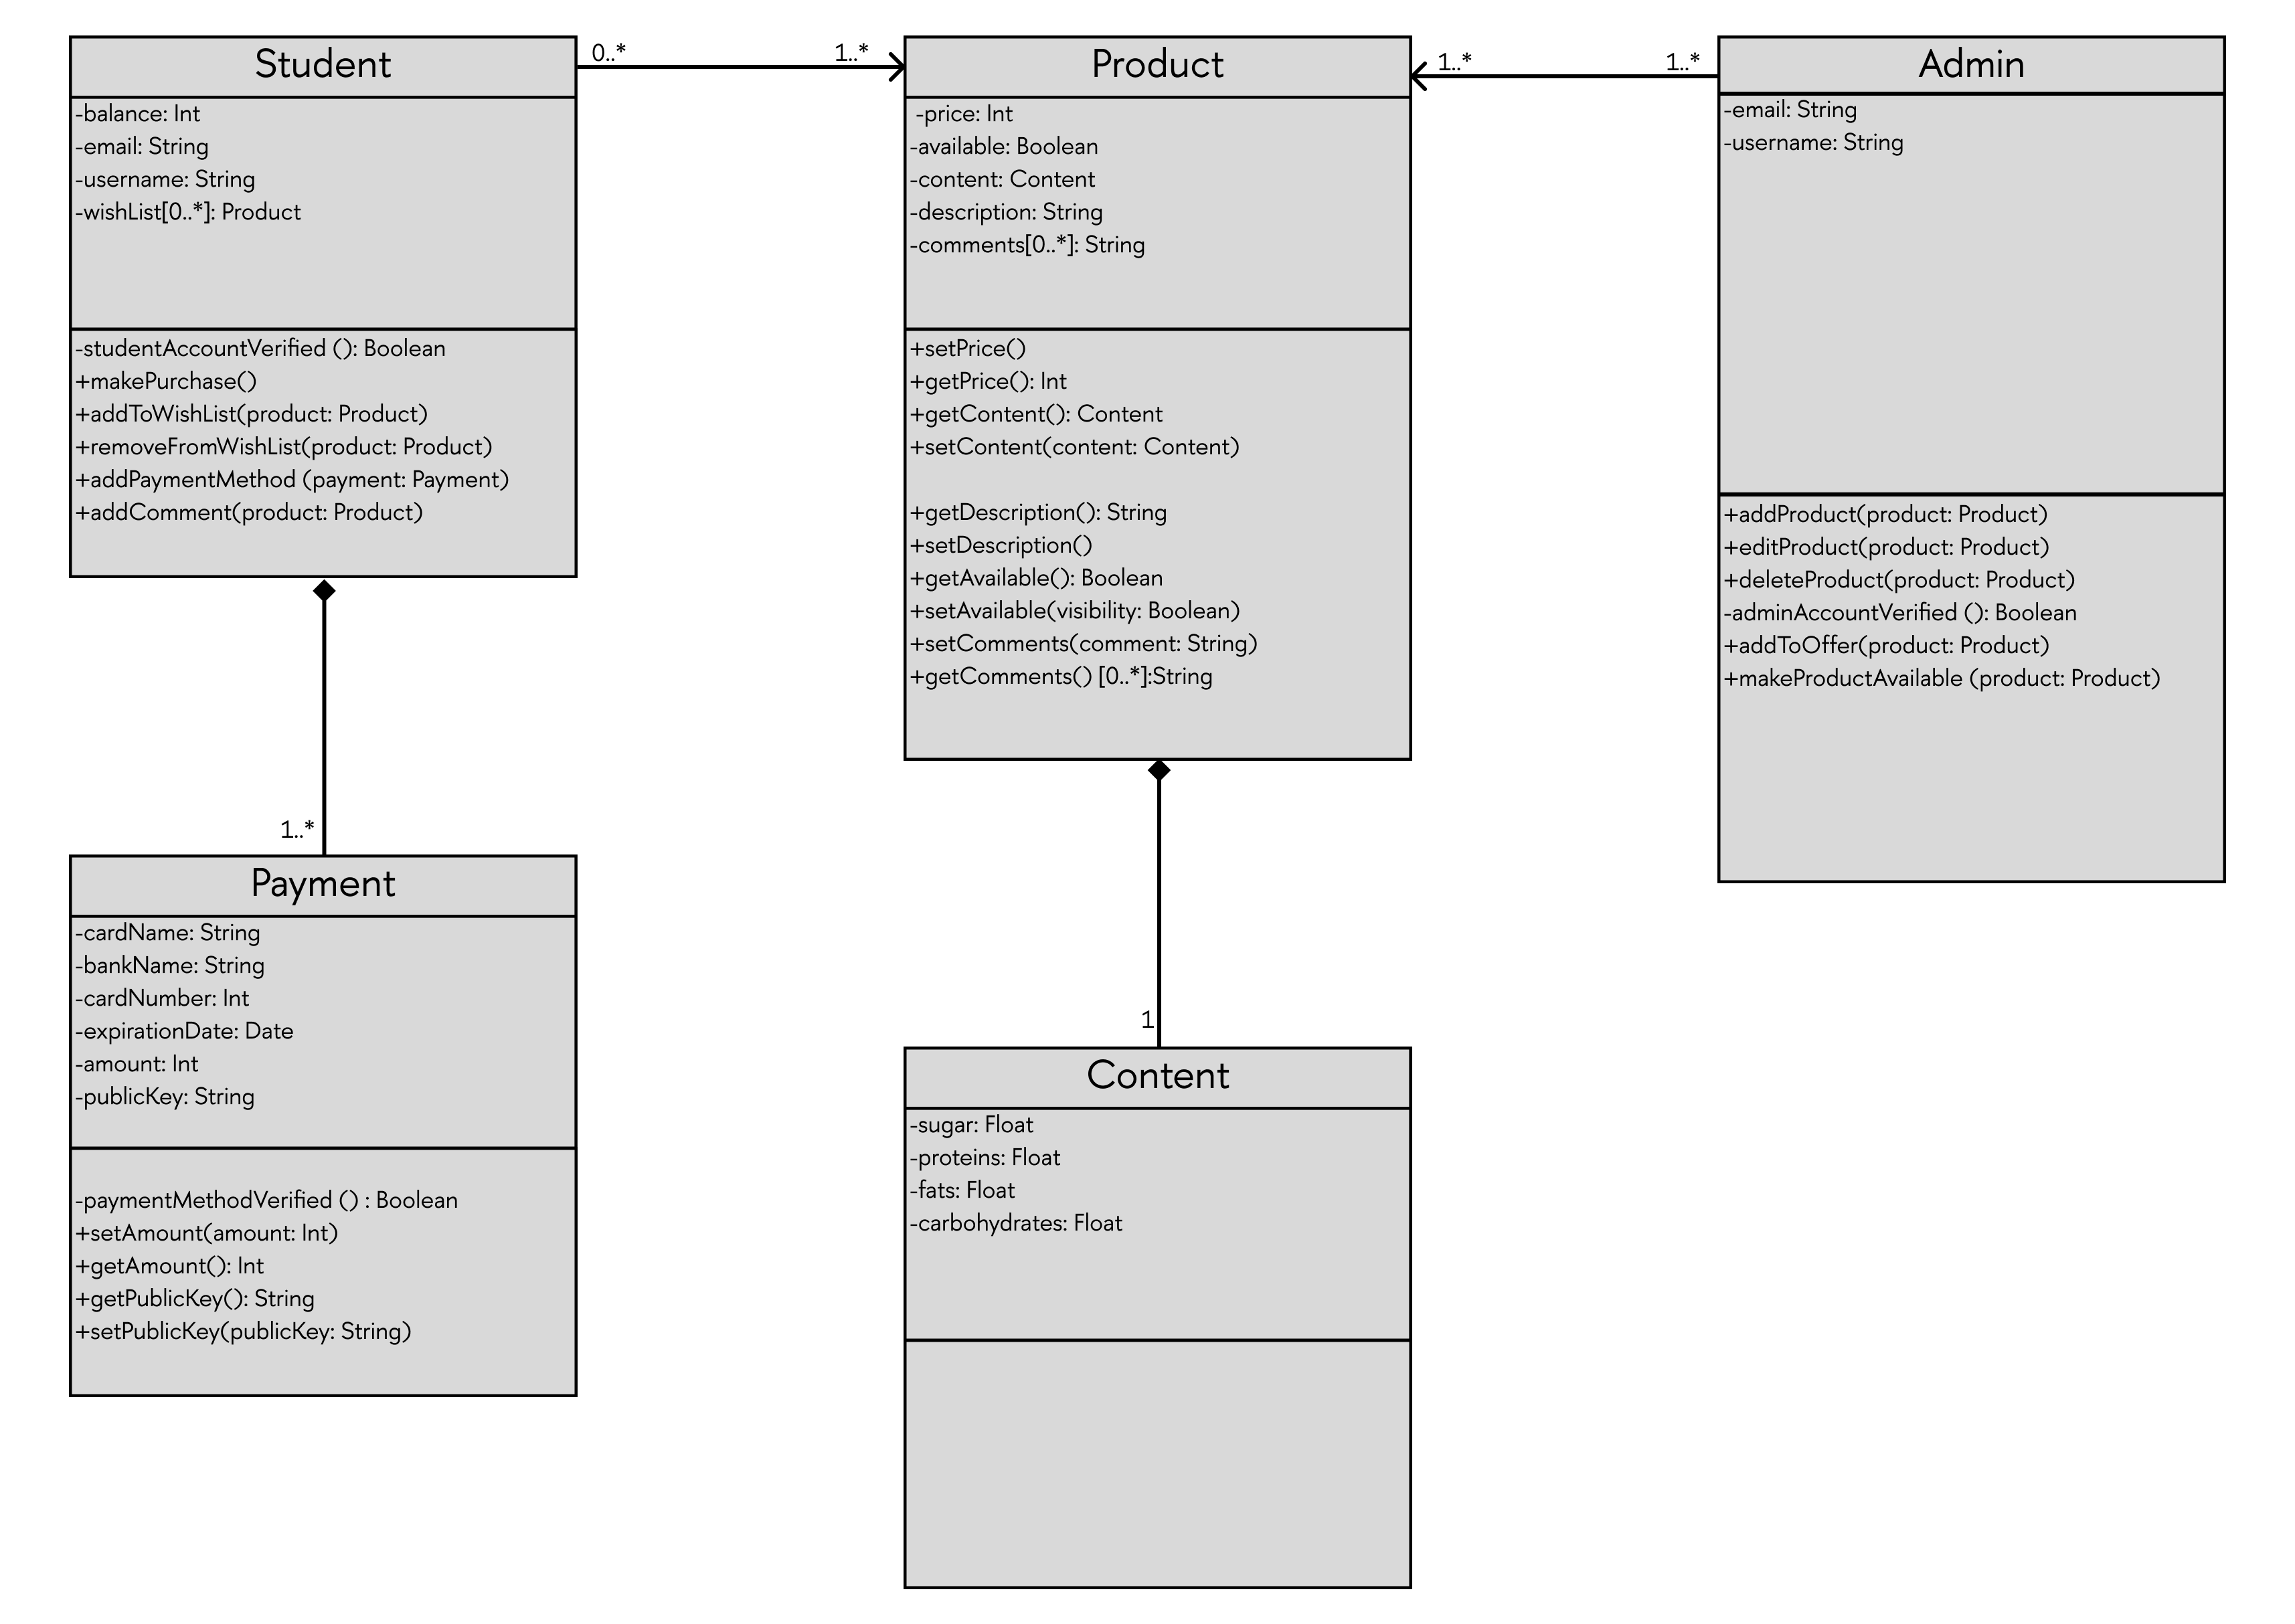 Student
-balance: Int
-email: String
-username: String
-wishList[0..*]: Product
-studentAccountVerified (): Boolean
+makePurchase()
+addToWishList(product: Product)
+removeFromWishList(product: Product)
+addPaymentMethod (payment: Payment)
+addComment(product: Product)
0..*
1..*
Product
-price: Int
-available: Boolean
-content: Content
-description: String
-comments[0..*]: String
+setPrice()
+getPrice(): Int
+getContent(): Content
+setContent(content: Content)
+getDescription(): String
+setDescription()
+getAvailable(): Boolean
+setAvailable(visibility: Boolean)
+setComments(comment: String)
+getComments() [0..*]:String
1..*
1..*
Admin
-email: String
-username: String
+addProduct(product: Product)
+editProduct(product: Product)
+deleteProduct(product: Product)
-adminAccountVerified (): Boolean
+addToOffer(product: Product)
+makeProductAvailable (product: Product)
1..*
Payment
-cardName: String
-bankName: String
-cardNumber: Int
-expirationDate: Date
-amount: Int
-publicKey: String
-paymentMethodVerified () : Boolean
+setAmount(amount: Int)
+getAmount(): Int
+getPublicKey(): String
+setPublicKey(publicKey: String)
1
Content
-sugar: Float
-proteins: Float
-fats: Float
-carbohydrates: Float